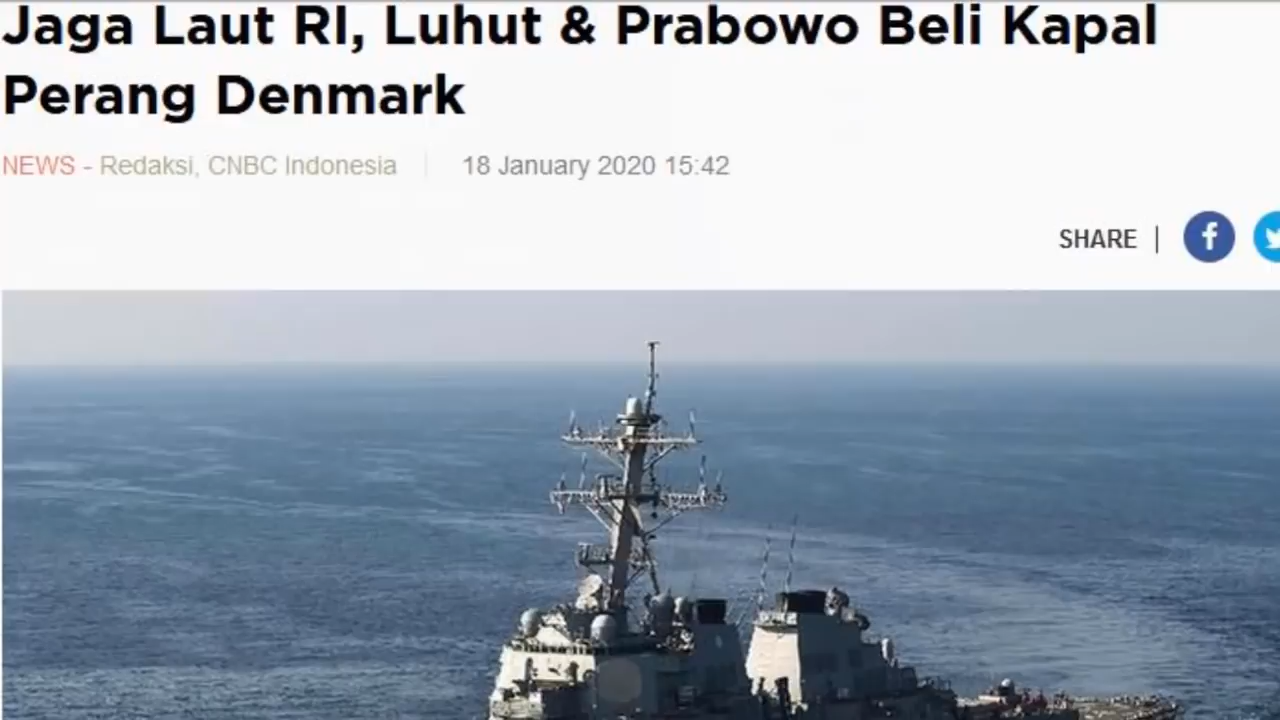 Jaga Laut RI, Luhut & Prabowo Beli Kapal
Perang Denmark
NEWS - Redaksi, CNBC Indonesia | 18 January 2020 15:42
SHARE |